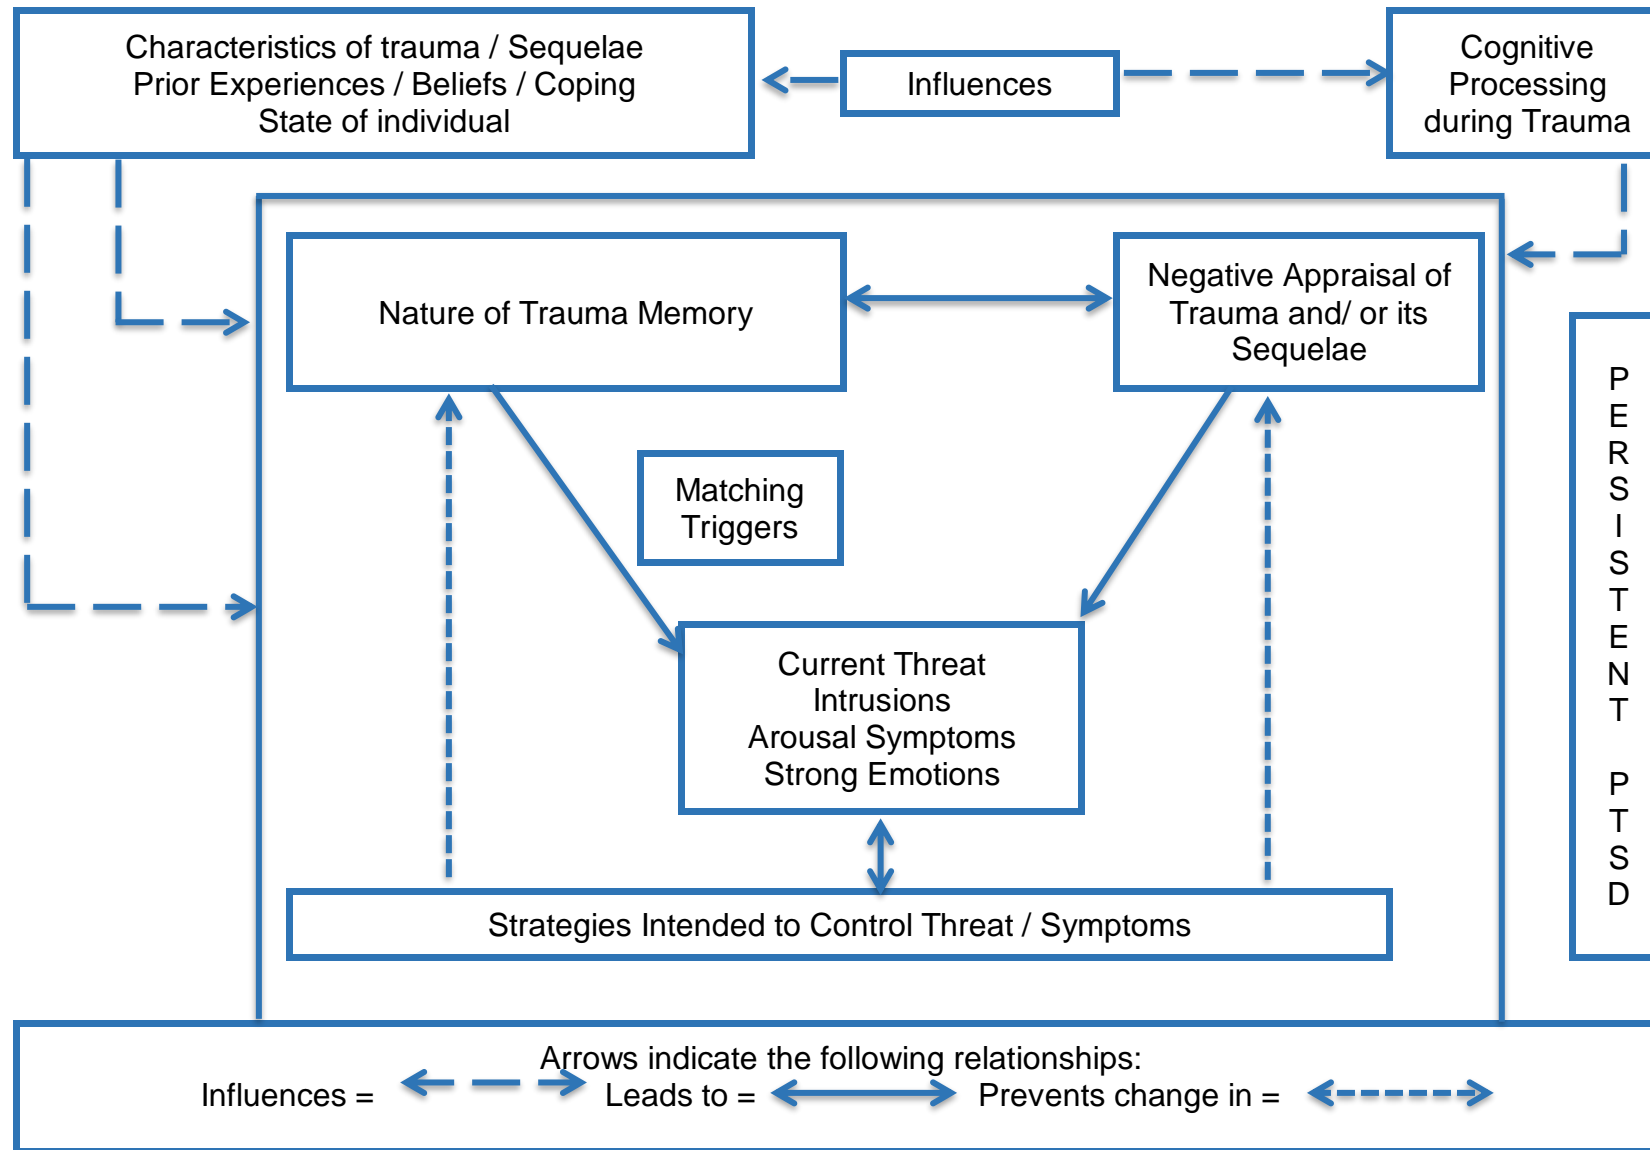 Characteristics of trauma / Sequelae
Prior Experiences / Beliefs / Coping
State of individual
Influences
Cognitive
Processing
during Trauma
Nature of Trauma Memory
Negative Appraisal of
Trauma and/ or its
Sequelae
Matching
Triggers
Current Threat
Intrusions
Arousal Symptoms
Strong Emotions
Strategies Intended to Control Threat / Symptoms
P
E
R
S
I
S
T
E
N
T
P
T
S
D
Arrows indicate the following relationships:
Influences = Leads to = Prevents change in =